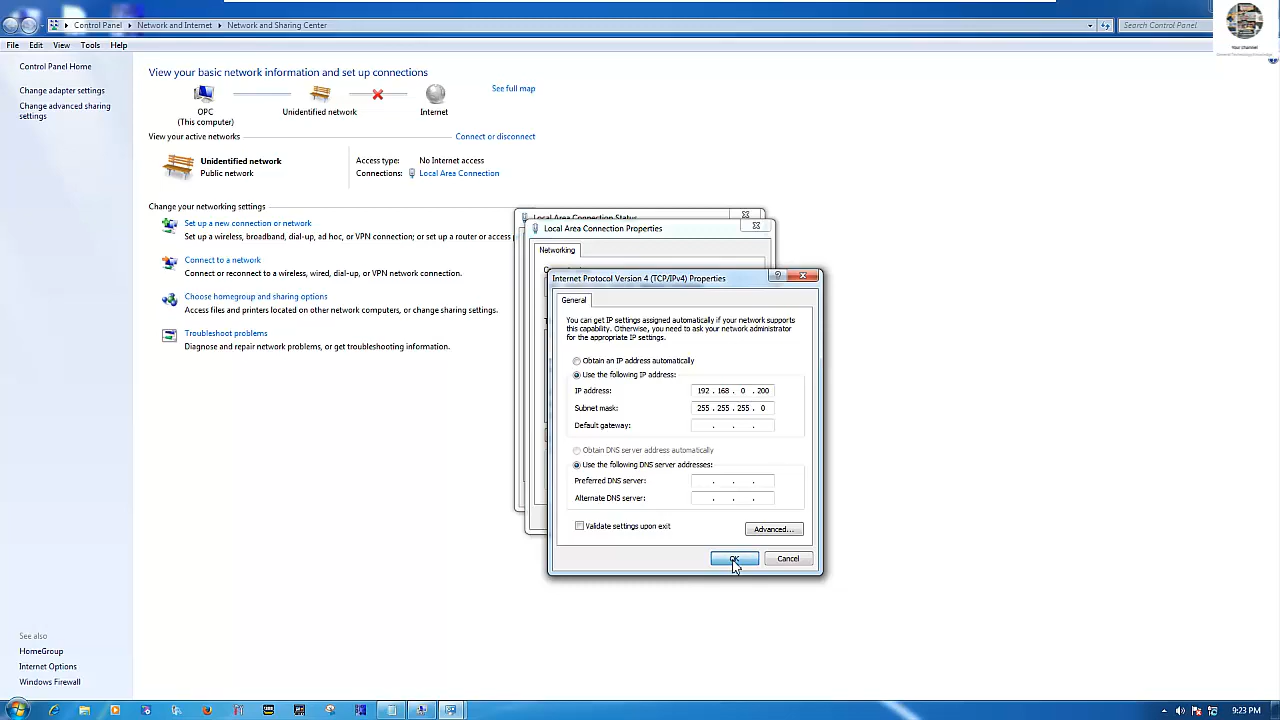 Control Panel
Network and Internet
Network and Sharing Center
Search Control Panel
Your Channel
File Edit View Tools Help
Control Panel Home
Change adapter settings
Change advanced sharing
settings
View your basic network information and set up connections
See full map
OPC
(This computer)
Unidentified network
Internet
View your active networks
Connect or disconnect
Unidentified network
Public network
Access type: No Internet access
Connections: Local Area Connection
Change your networking settings
Set up a new connection or network
Set up a wireless, broadband, dial-up, ad hoc, or VPN connection; or set up a router or access
Connect to a network
Connect or reconnect to a wireless, wired, dial-up, or VPN network connection.
Choose homegroup and sharing options
Access files and printers located on other network computers, or change sharing settings.
Troubleshoot problems
Diagnose and repair network problems, or get troubleshooting information.
Local Area Connection Status
Local Area Connection Properties
Networking
Internet Protocol Version 4 (TCP/IPv4) Properties
General
You can get IP settings assigned automatically if your network supports
this capability. Otherwise, you need to ask your network administrator
for the appropriate IP settings.
Obtain an IP address automatically
Use the following IP address:
IP address: 192 . 168 . 0 . 200
Subnet mask: 255 . 255 . 255 . 0
Default gateway: . . .
Obtain DNS server address automatically
Use the following DNS server addresses:
Preferred DNS server: . . .
Alternate DNS server: . . .
Validate settings upon exit
Advanced...
OK Cancel
See also
HomeGroup
Internet Options
Windows Firewall
9:23 PM